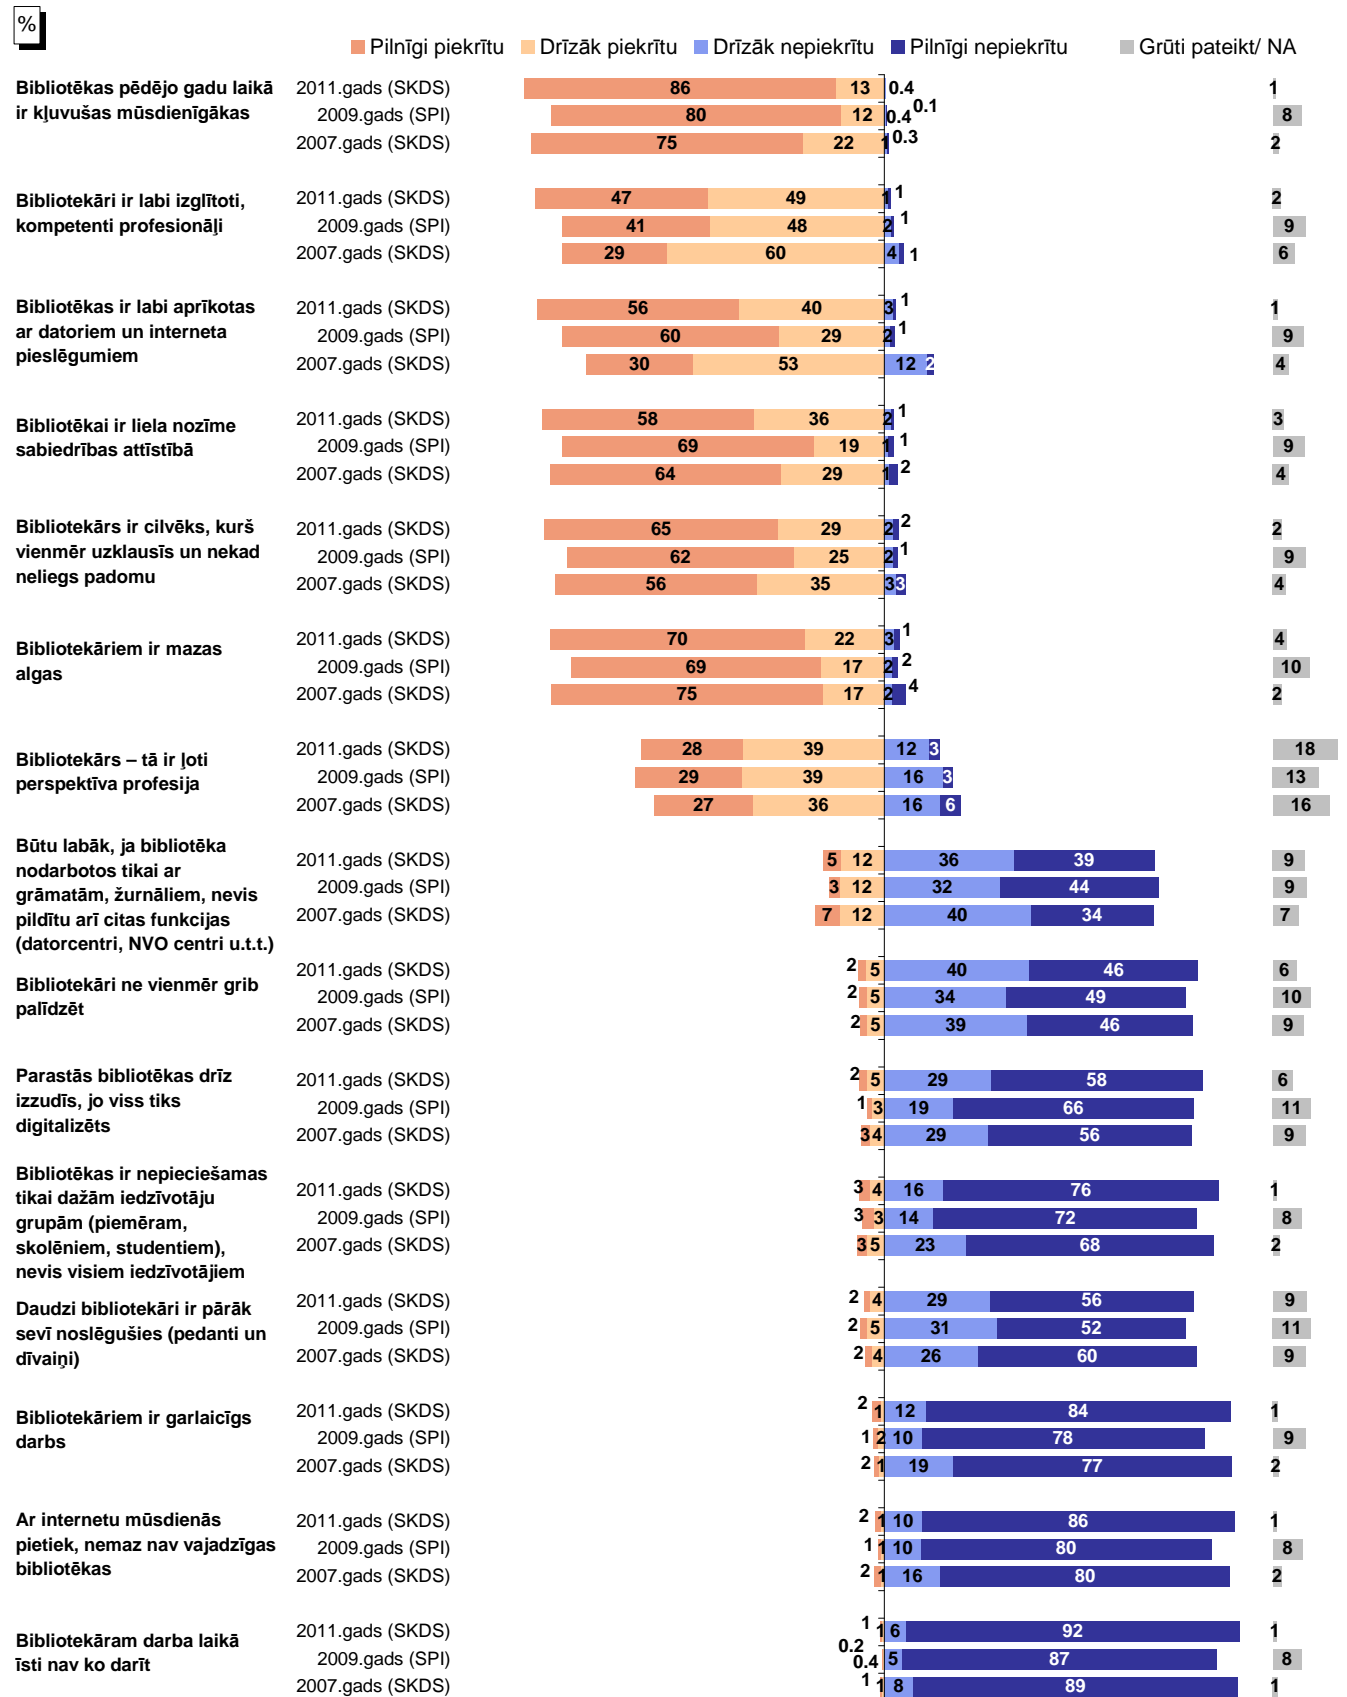 %
Pilnīgi piekrītu Drīzāk piekrītu Drīzāk nepiekrītu Pilnīgi nepiekrītu Grūti pateikt/ NA
Bibliotēkas pēdējo gadu laikā
ir kļuvušas mūsdienīgākas
2011.gads (SKDS) 86 13 0.4 1
2009.gads (SPI) 80 12 0.4 0.1 8
2007.gads (SKDS) 75 22 1 0.3 2
Bibliotekāri ir labi izglītoti,
kompetenti profesionāļi
2011.gads (SKDS) 47 49 1 1 2
2009.gads (SPI) 41 48 2 1 9
2007.gads (SKDS) 29 60 4 1 6
Bibliotēkas ir labi aprīkotas
ar datoriem un interneta
pieslēgumiem
2011.gads (SKDS) 56 40 3 1 1
2009.gads (SPI) 60 29 2 1 9
2007.gads (SKDS) 30 53 12 2 4
Bibliotēkai ir liela nozīme
sabiedrības attīstībā
2011.gads (SKDS) 58 36 2 1 3
2009.gads (SPI) 69 19 1 1 9
2007.gads (SKDS) 64 29 1 2 4
Bibliotekārs ir cilvēks, kurš
vienmēr uzklausīs un nekad
neliegs padomu
2011.gads (SKDS) 65 29 2 2 2
2009.gads (SPI) 62 25 2 1 9
2007.gads (SKDS) 56 35 3 3 4
Bibliotekāriem ir mazas
algas
2011.gads (SKDS) 70 22 3 1 4
2009.gads (SPI) 69 17 2 2 10
2007.gads (SKDS) 75 17 2 4 2
Bibliotekārs – tā ir ļoti
perspektīva profesija
2011.gads (SKDS) 28 39 12 3 18
2009.gads (SPI) 29 39 16 3 13
2007.gads (SKDS) 27 36 16 6 16
Būtu labāk, ja bibliotēka
nodarbotos tikai ar
grāmatām, žurnāliem, nevis
pildītu arī citas funkcijas
(datorcentri, NVO centri u.t.t.)
2011.gads (SKDS) 5 12 36 39 9
2009.gads (SPI) 3 12 32 44 9
2007.gads (SKDS) 7 12 40 34 7
Bibliotekāri ne vienmēr grib
palīdzēt
2011.gads (SKDS) 2 5 40 46 6
2009.gads (SPI) 2 5 34 49 10
2007.gads (SKDS) 2 5 39 46 9
Parastās bibliotēkas drīz
izzudīs, jo viss tiks
digitalizēts
2011.gads (SKDS) 2 5 29 58 6
2009.gads (SPI) 1 3 19 66 11
2007.gads (SKDS) 3 4 29 56 9
Bibliotēkas ir nepieciešamas
tikai dažām iedzīvotāju
grupām (piemēram,
skolēniem, studentiem),
nevis visiem iedzīvotājiem
2011.gads (SKDS) 3 4 16 76 1
2009.gads (SPI) 3 3 14 72 8
2007.gads (SKDS) 3 5 23 68 2
Daudzi bibliotekāri ir pārāk
sevī noslēgušies (pedanti un
dīvaiņi)
2011.gads (SKDS) 2 4 29 56 9
2009.gads (SPI) 2 5 31 52 11
2007.gads (SKDS) 2 4 26 60 9
Bibliotekāriem ir garlaicīgs
darbs
2011.gads (SKDS) 2 1 12 84 1
2009.gads (SPI) 1 2 10 78 9
2007.gads (SKDS) 2 1 19 77 2
Ar internetu mūsdienās
pietiek, nemaz nav vajadzīgas
bibliotēkas
2011.gads (SKDS) 2 1 10 86 1
2009.gads (SPI) 1 1 10 80 8
2007.gads (SKDS) 2 1 16 80 2
Bibliotekāram darba laikā
īsti nav ko darīt
2011.gads (SKDS) 1 1 6 92 1
2009.gads (SPI) 0.2 0.4 5 87 8
2007.gads (SKDS) 1 1 8 89 1